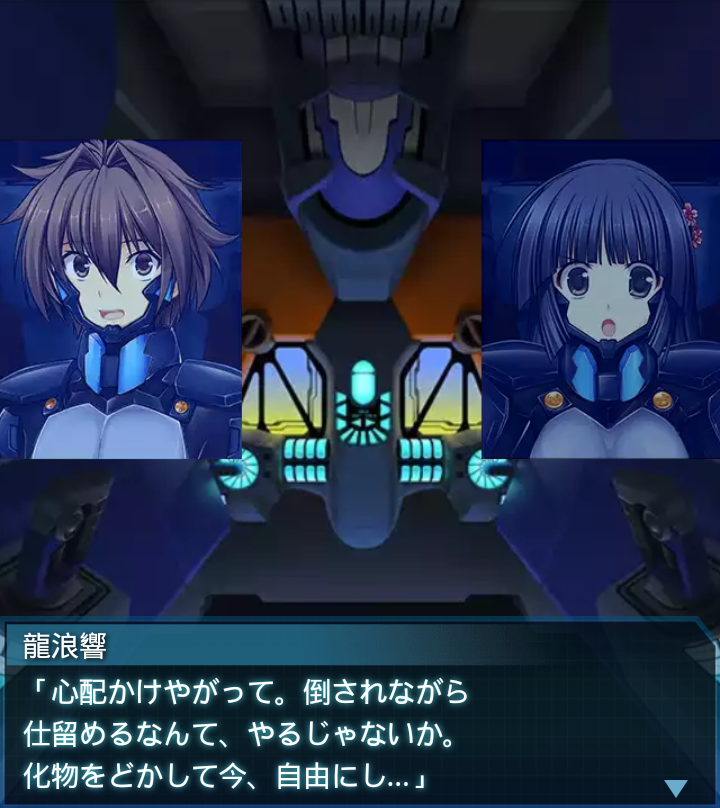 龍浪響
「心配かけやがって。倒されながら
仕留めるなんて、やるじゃないか。
化物をどかして今、自由にし…」